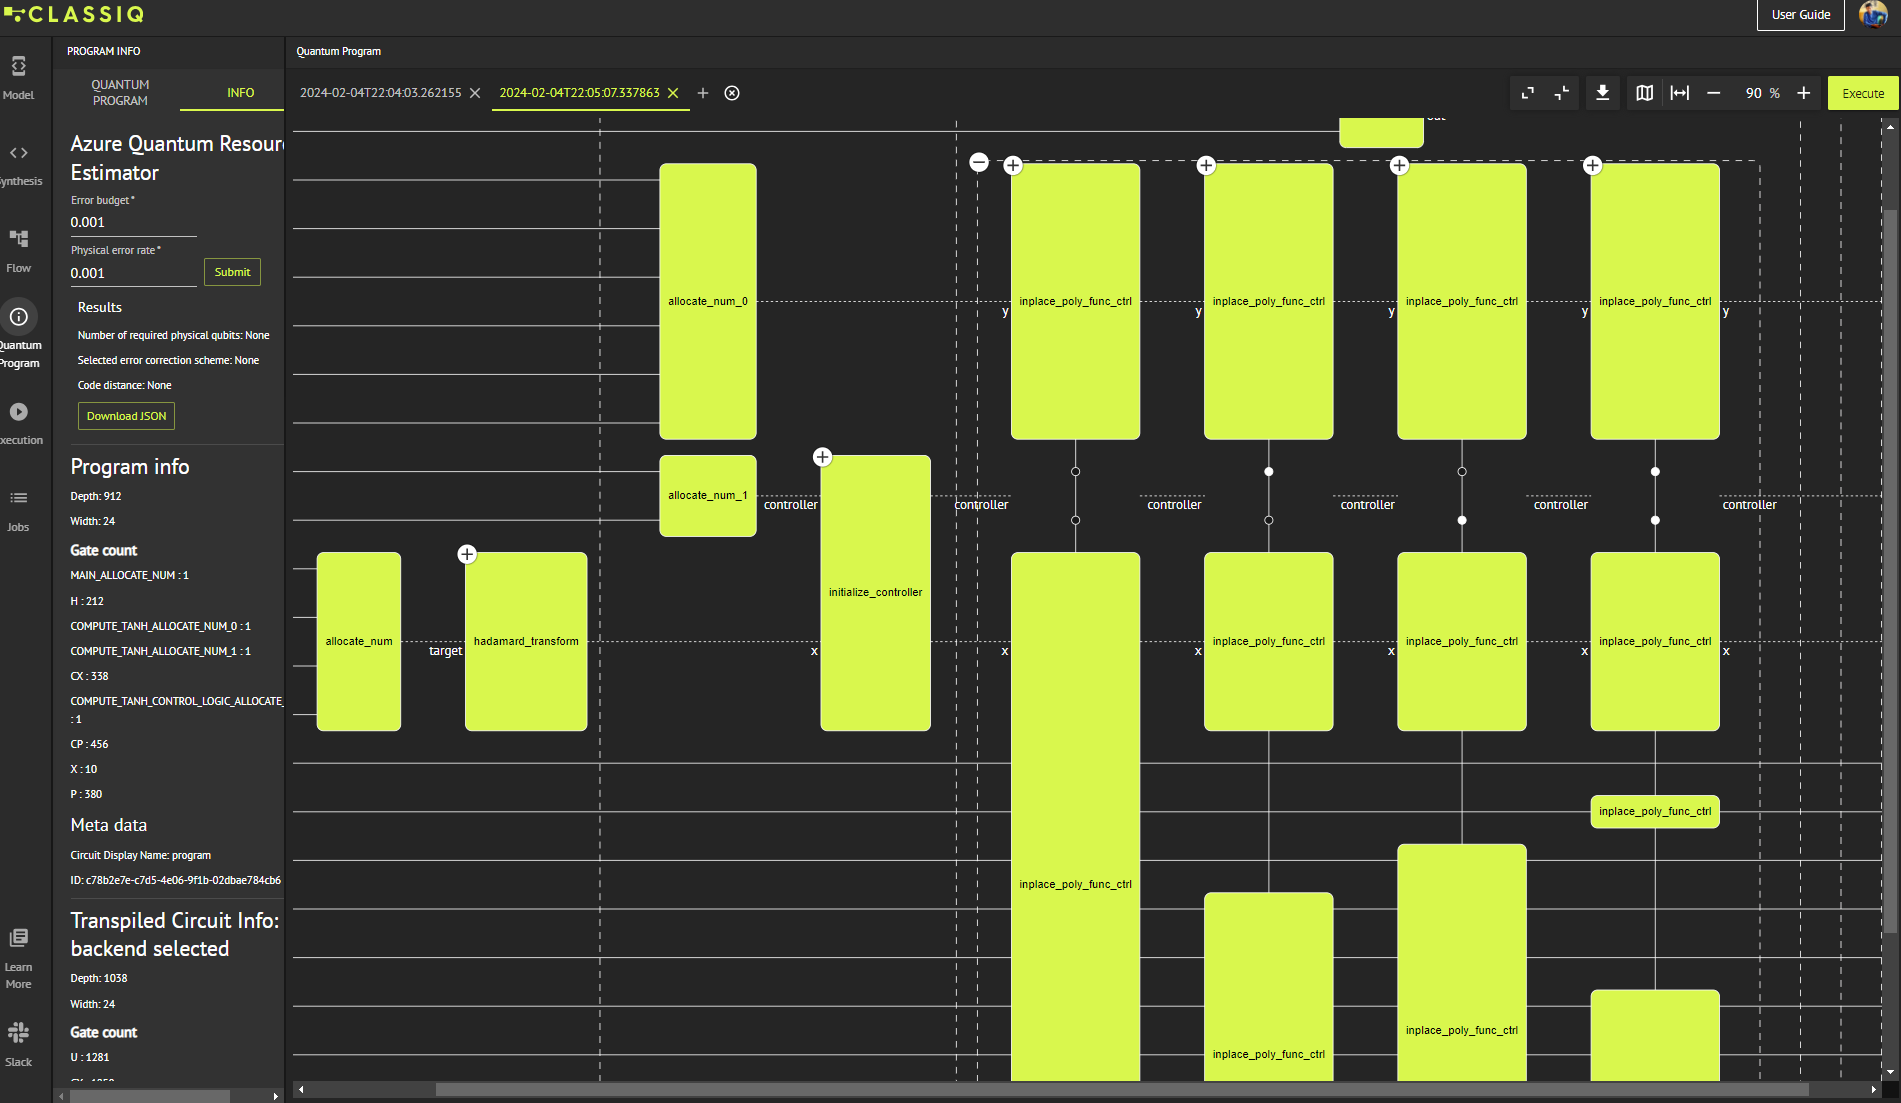 CLASSIQ
User Guide
PROGRAM INFO
Quantum Program
Model
Synthesis
Flow
Quantum
Program
Execution
Jobs
Learn
More
Slack
QUANTUM
PROGRAM
INFO
Azure Quantum Resour
Estimator
Error budget *
0.001
Physical error rate *
0.001
Submit
Results
Number of required physical qubits: None
Selected error correction scheme: None
Code distance: None
Download JSON
Program info
Depth: 912
Width: 24
Gate count
MAIN_ALLOCATE_NUM : 1
H : 212
COMPUTE_TANH_ALLOCATE_NUM_0 : 1
COMPUTE_TANH_ALLOCATE_NUM_1 : 1
CX : 338
COMPUTE_TANH_CONTROL_LOGIC_ALLOCATE_
: 1
CP : 456
X : 10
P : 380
Meta data
Circuit Display Name: program
ID: c78b2e7e-c7d5-4e06-9f1b-02dbae784cb6
Transpiled Circuit Info:
backend selected
Depth: 1038
Width: 24
Gate count
U : 1281
2024-02-04T22:04:03.262155
2024-02-04T22:05:07.337863
90 %
Execute
out
allocate_num_0
inplace_poly_func_ctrl
inplace_poly_func_ctrl
inplace_poly_func_ctrl
inplace_poly_func_ctrl
y
y
y
y
y
allocate_num_1
controller
controller
controller
controller
controller
controller
initialize_controller
allocate_num
target
hadamard_transform
x
x
x
x
x
x
inplace_poly_func_ctrl
inplace_poly_func_ctrl
inplace_poly_func_ctrl
inplace_poly_func_ctrl
inplace_poly_func_ctrl
inplace_poly_func_ctrl
inplace_poly_func_ctrl